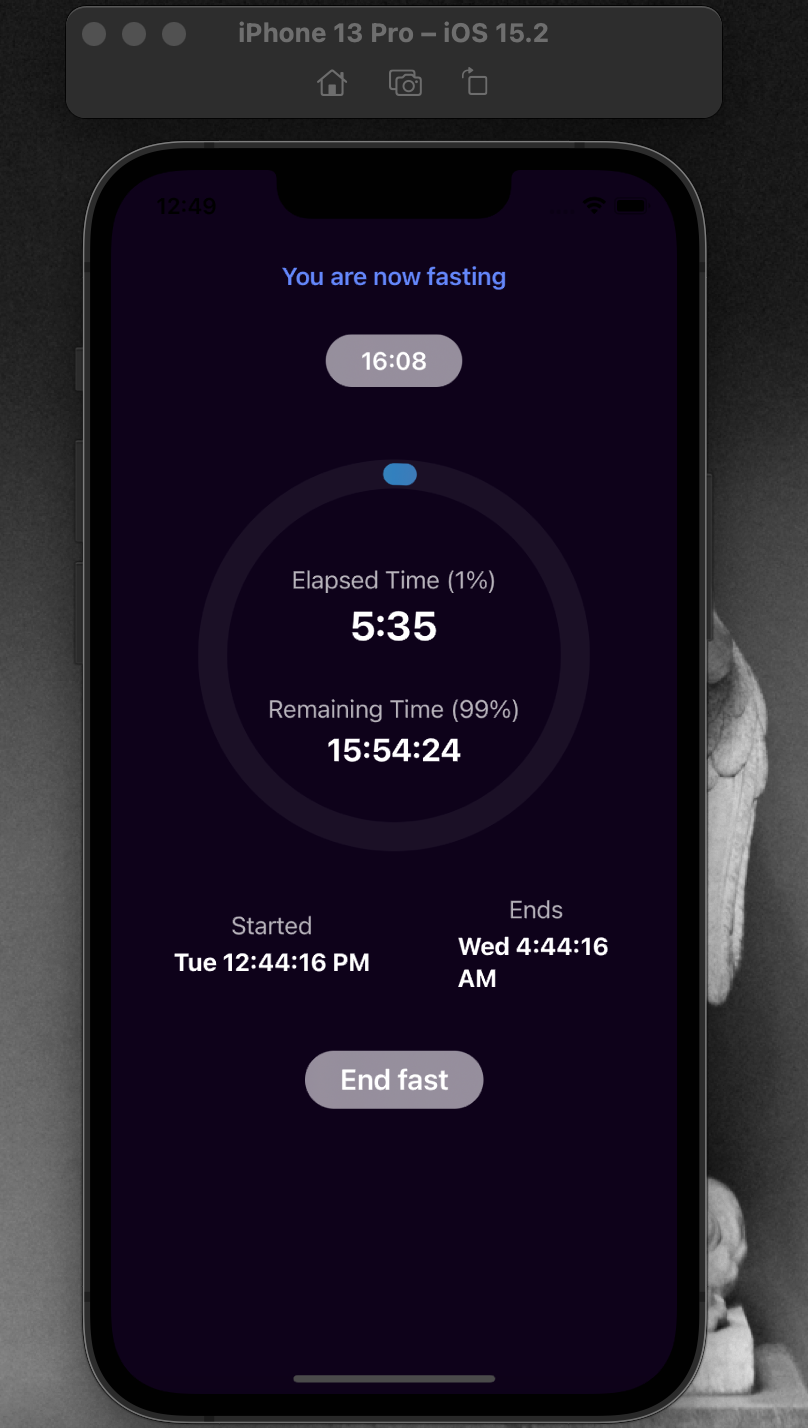 iPhone 13 Pro – iOS 15.2
12:49
You are now fasting
16:08
Elapsed Time (1%)
5:35
Remaining Time (99%)
15:54:24
Started
Tue 12:44:16 PM
Ends
Wed 4:44:16
AM
End fast